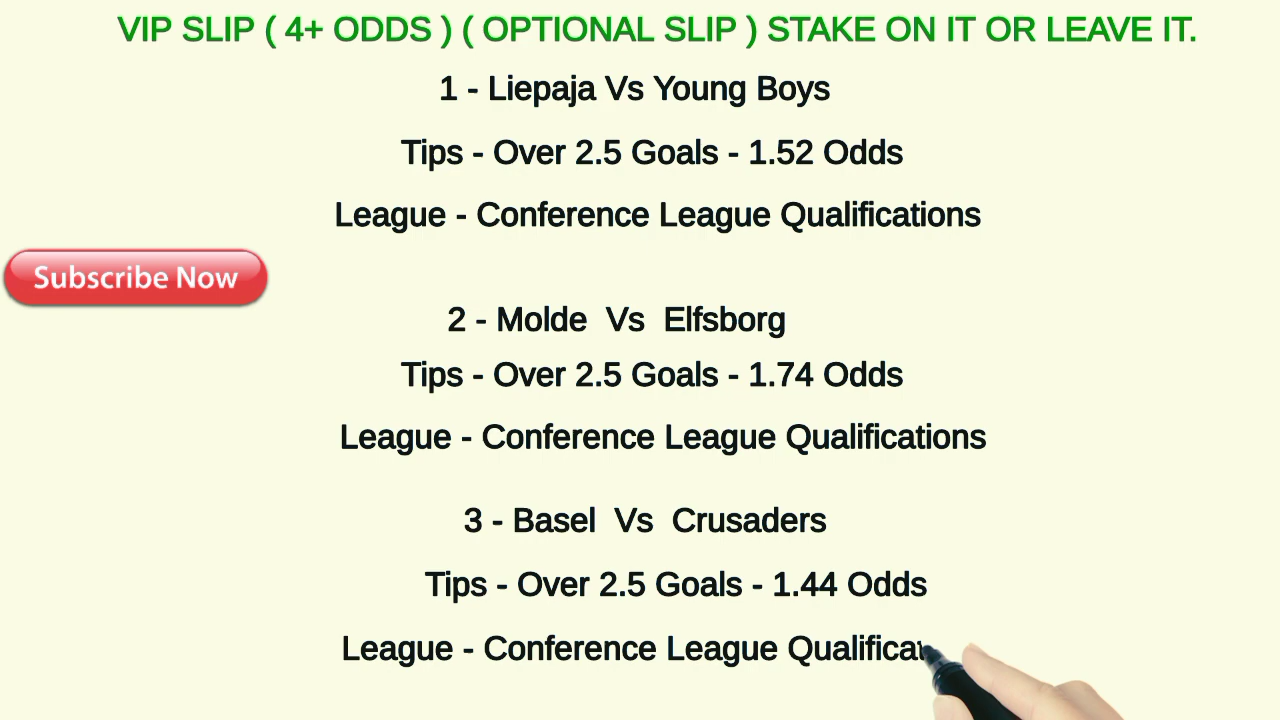 VIP SLIP ( 4+ ODDS ) ( OPTIONAL SLIP ) STAKE ON IT OR LEAVE IT.
1 - Liepaja Vs Young Boys
Tips - Over 2.5 Goals - 1.52 Odds
League - Conference League Qualifications
Subscribe Now
2 - Molde Vs Elfsborg
Tips - Over 2.5 Goals - 1.74 Odds
League - Conference League Qualifications
3 - Basel Vs Crusaders
Tips - Over 2.5 Goals - 1.44 Odds
League - Conference League